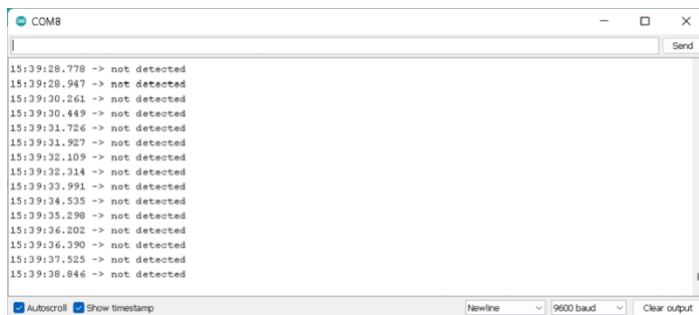 COM8
Send
15:39:28.778 -> not detected
15:39:28.947 -> not detected
15:39:30.261 -> not detected
15:39:30.449 -> not detected
15:39:31.726 -> not detected
15:39:31.927 -> not detected
15:39:32.109 -> not detected
15:39:32.314 -> not detected
15:39:33.991 -> not detected
15:39:34.535 -> not detected
15:39:35.298 -> not detected
15:39:36.202 -> not detected
15:39:36.390 -> not detected
15:39:37.525 -> not detected
15:39:38.846 -> not detected
Autoscroll Show timestamp Newline 9600 baud Clear output